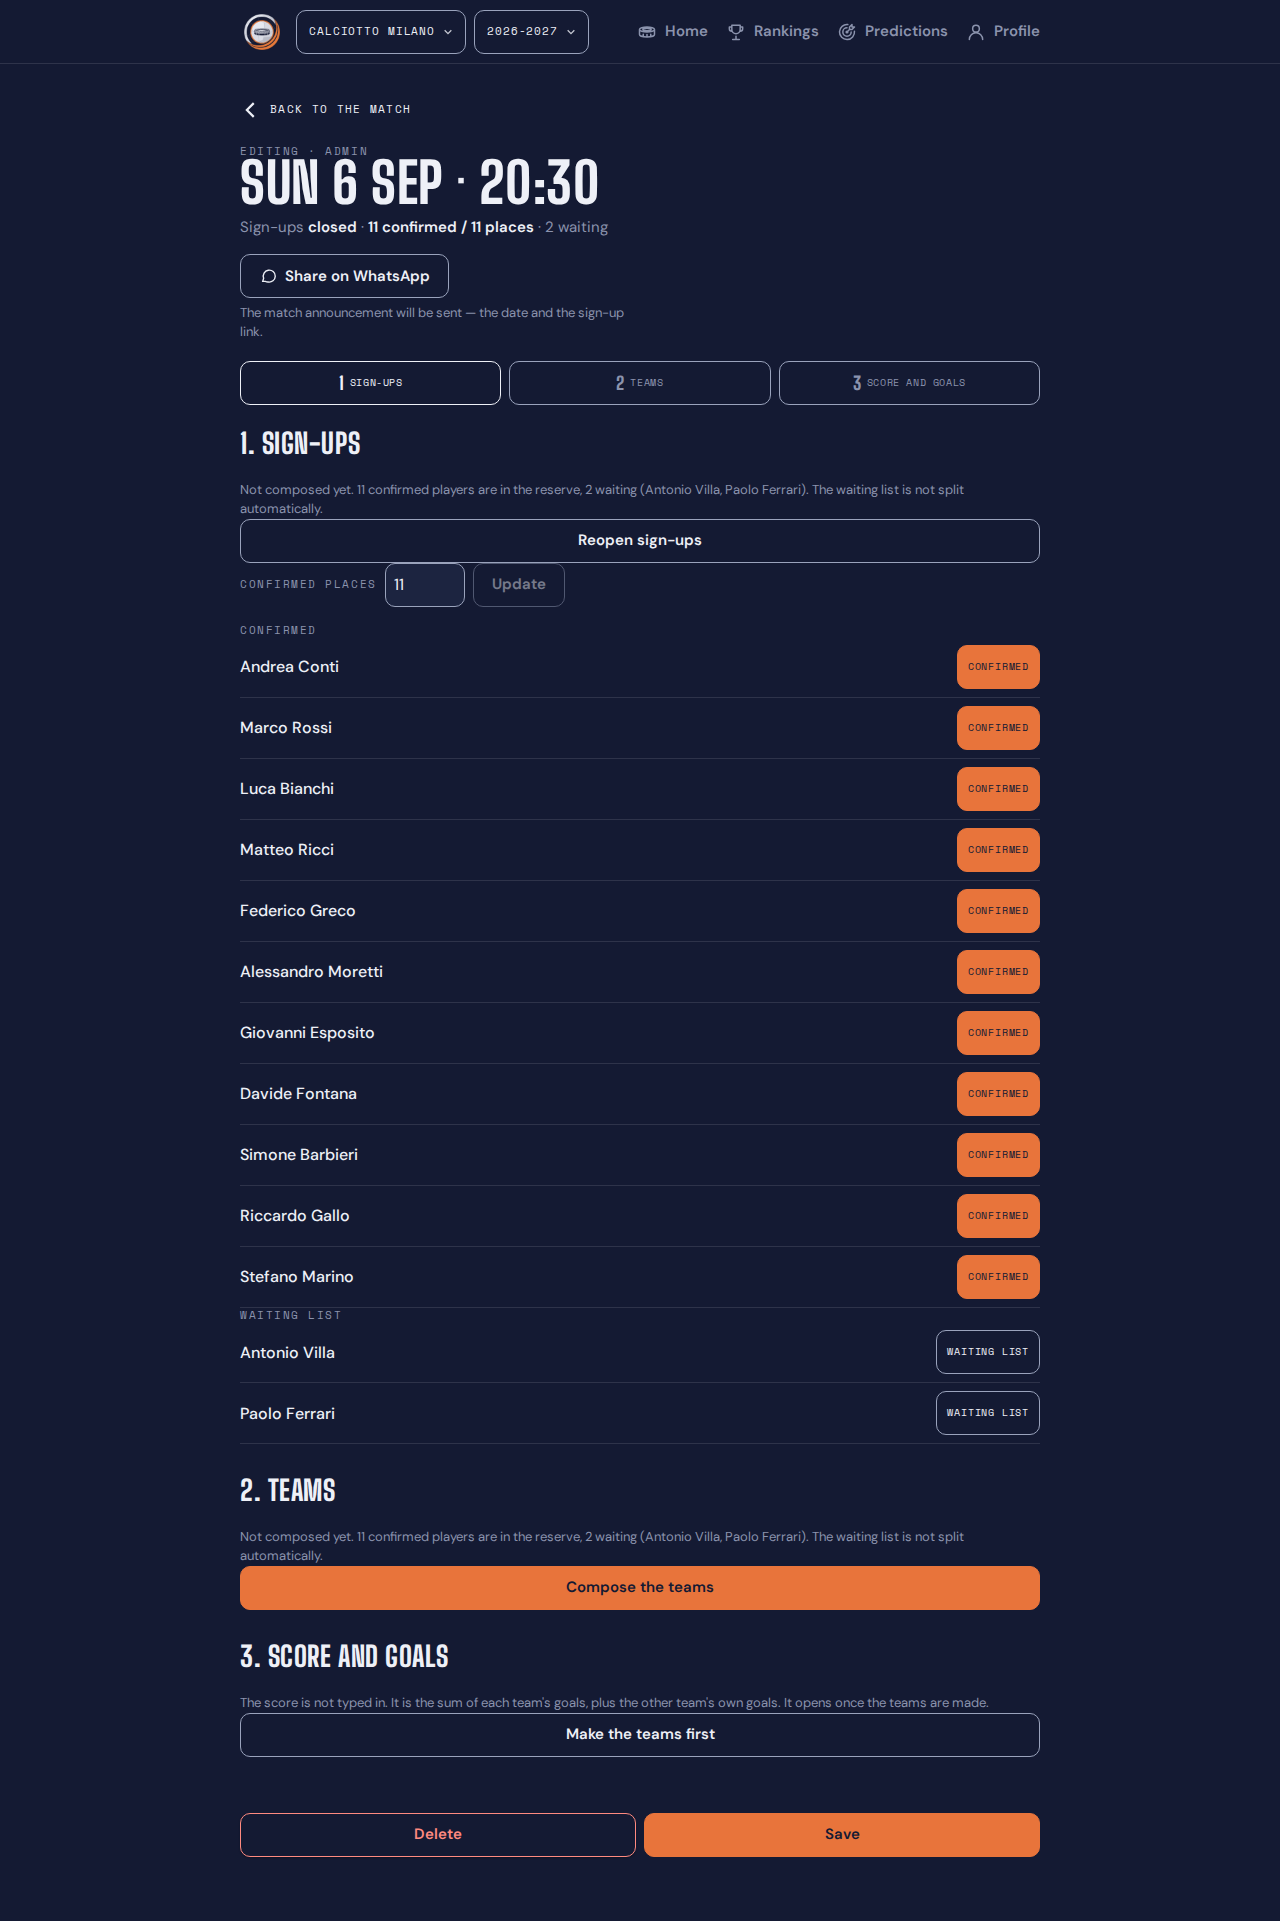 CALCIOTTO MILANO
2026-2027
Home
Rankings
Predictions
Profile
BACK TO THE MATCH
EDITING · ADMIN
SUN 6 SEP · 20:30
Sign-ups closed · 11 confirmed / 11 places · 2 waiting
Share on WhatsApp
The match announcement will be sent — the date and the sign-up
link.
1 SIGN-UPS
2 TEAMS
3 SCORE AND GOALS
1. SIGN-UPS
Not composed yet. 11 confirmed players are in the reserve, 2 waiting (Antonio Villa, Paolo Ferrari). The waiting list is not split
automatically.
Reopen sign-ups
CONFIRMED PLACES 11 Update
CONFIRMED
Andrea Conti CONFIRMED
Marco Rossi CONFIRMED
Luca Bianchi CONFIRMED
Matteo Ricci CONFIRMED
Federico Greco CONFIRMED
Alessandro Moretti CONFIRMED
Giovanni Esposito CONFIRMED
Davide Fontana CONFIRMED
Simone Barbieri CONFIRMED
Riccardo Gallo CONFIRMED
Stefano Marino CONFIRMED
WAITING LIST
Antonio Villa WAITING LIST
Paolo Ferrari WAITING LIST
2. TEAMS
Not composed yet. 11 confirmed players are in the reserve, 2 waiting (Antonio Villa, Paolo Ferrari). The waiting list is not split
automatically.
Compose the teams
3. SCORE AND GOALS
The score is not typed in. It is the sum of each team's goals, plus the other team's own goals. It opens once the teams are made.
Make the teams first
Delete
Save